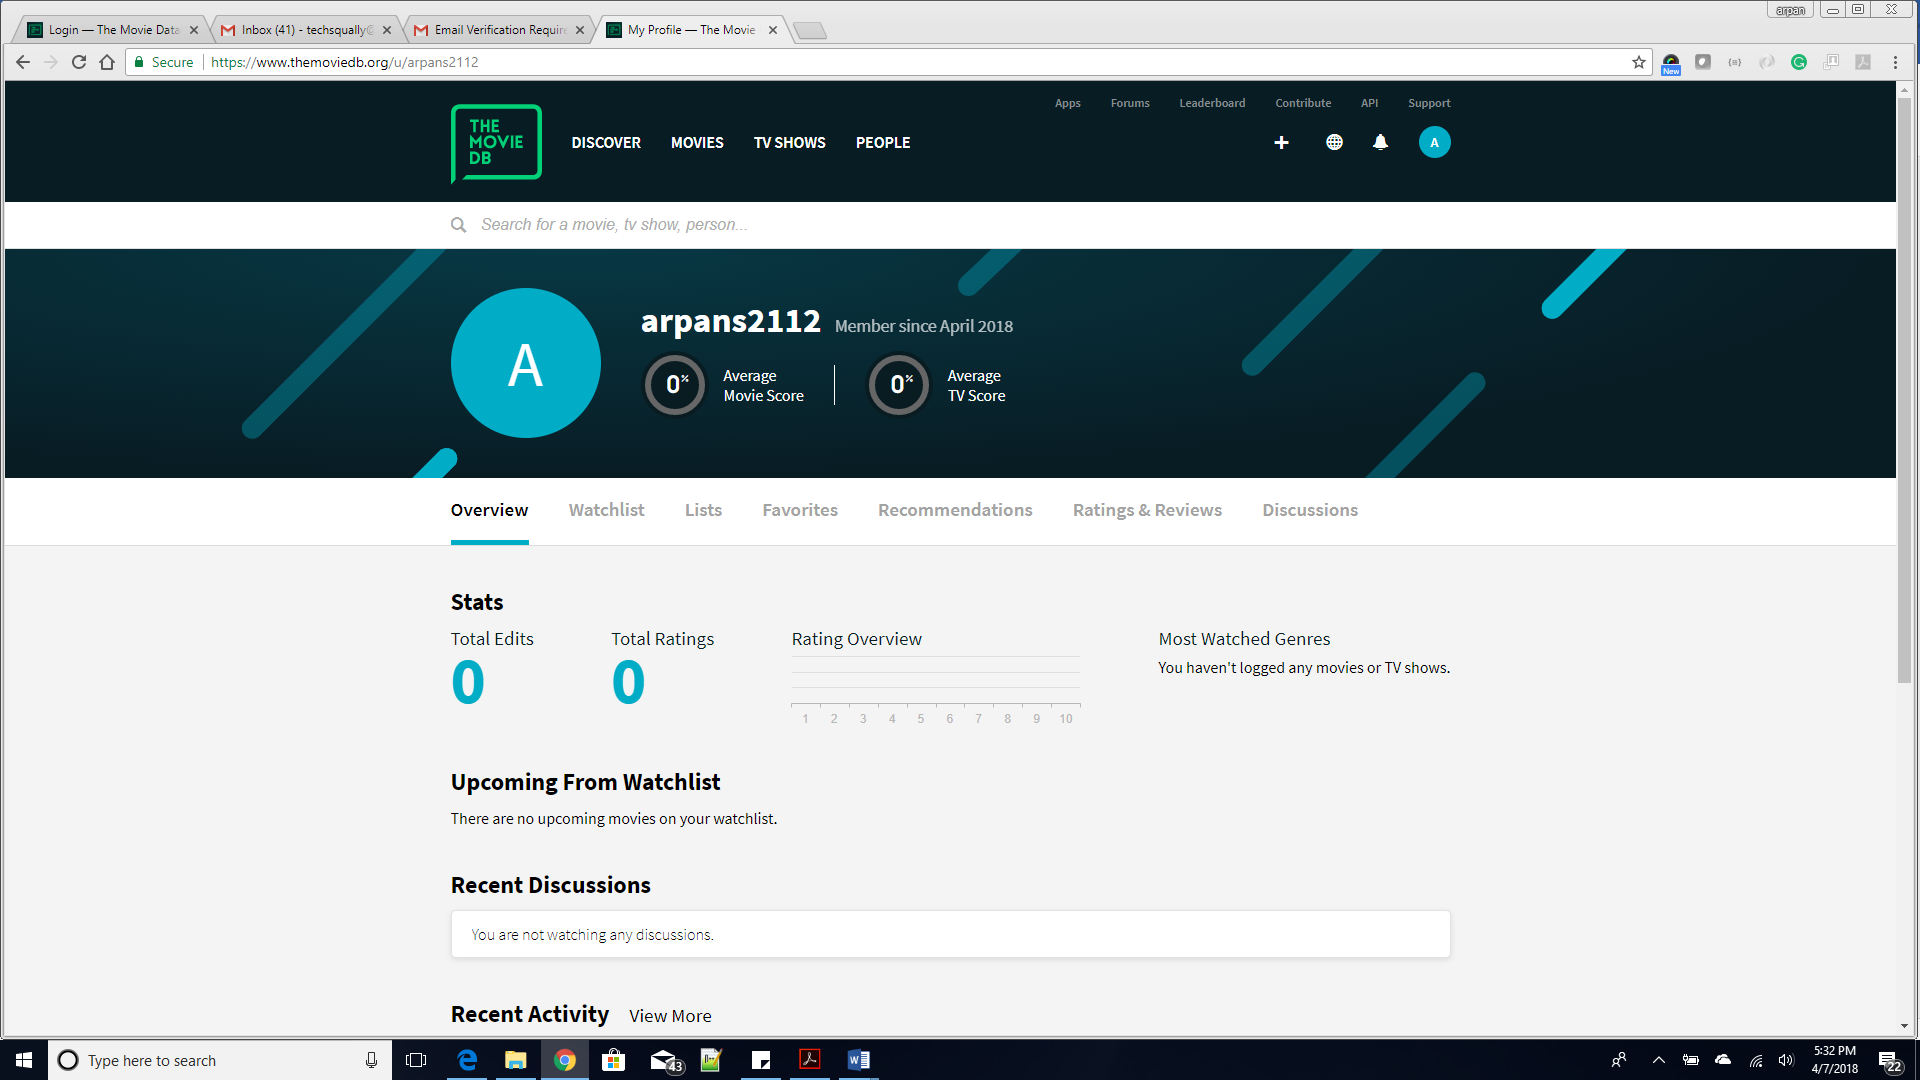 arpan
Login — The Movie Data
Inbox (41) - techsqually@
Email Verification Require
My Profile — The Movie
Secure
https://www.themoviedb.org/u/arpans2112
New
Apps
Forums
Leaderboard
Contribute
API
Support
THE
MOVIE
DB
DISCOVER
MOVIES
TV SHOWS
PEOPLE
A
Search for a movie, tv show, person...
A
arpans2112
Member since April 2018
0%
Average
Movie Score
0%
Average
TV Score
Overview
Watchlist
Lists
Favorites
Recommendations
Ratings & Reviews
Discussions
Stats
Total Edits
0
Total Ratings
0
Rating Overview
1 2 3 4 5 6 7 8 9 10
Most Watched Genres
You haven't logged any movies or TV shows.
Upcoming From Watchlist
There are no upcoming movies on your watchlist.
Recent Discussions
You are not watching any discussions.
Recent Activity
View More
Type here to search
43
5:32 PM
4/7/2018
22